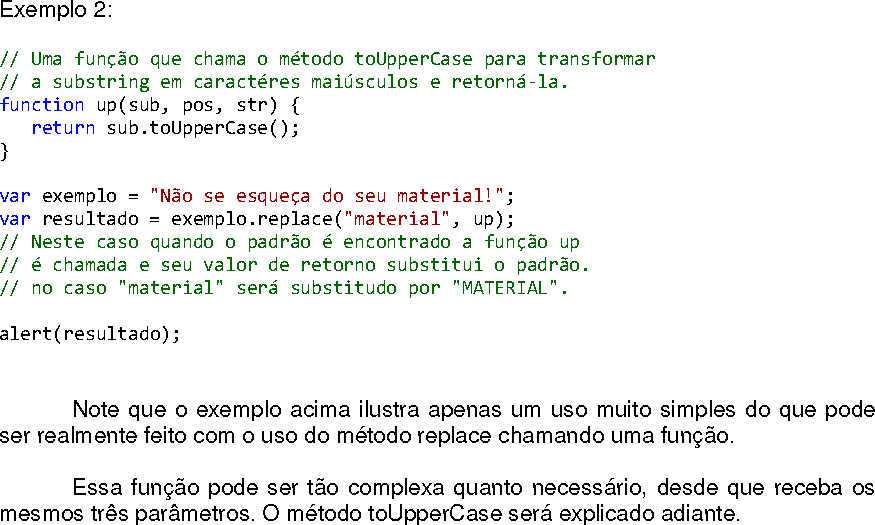 Exemplo 2:
// Uma função que chama o método toUpperCase para transformar
// a substring em caractéres maiúsculos e retorná-la.
function up(sub, pos, str) {
return sub.toUpperCase();
}
var exemplo = "Não se esqueça do seu material!";
var resultado = exemplo.replace("material", up);
// Neste caso quando o padrão é encontrado a função up
// é chamada e seu valor de retorno substitui o padrão.
// no caso "material" será substitudo por "MATERIAL".
alert(resultado);
Note que o exemplo acima ilustra apenas um uso muito simples do que pode
ser realmente feito com o uso do método replace chamando uma função.
Essa função pode ser tão complexa quanto necessário, desde que receba os
mesmos três parâmetros. O método toUppperCase será explicado adiante.